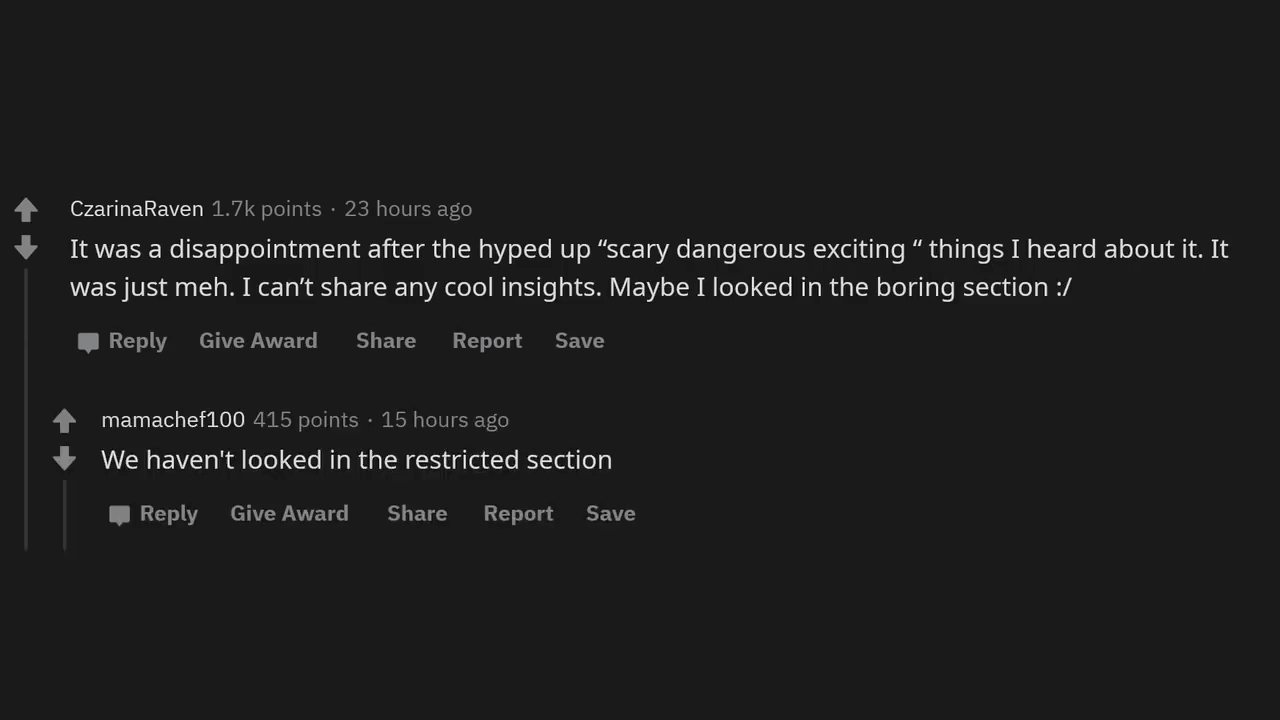 CzarinaRaven 1.7k points · 23 hours ago
It was a disappointment after the hyped up “scary dangerous exciting “ things I heard about it. It
was just meh. I can’t share any cool insights. Maybe I looked in the boring section :/
Reply Give Award Share Report Save
mamachef100 415 points · 15 hours ago
We haven't looked in the restricted section
Reply Give Award Share Report Save